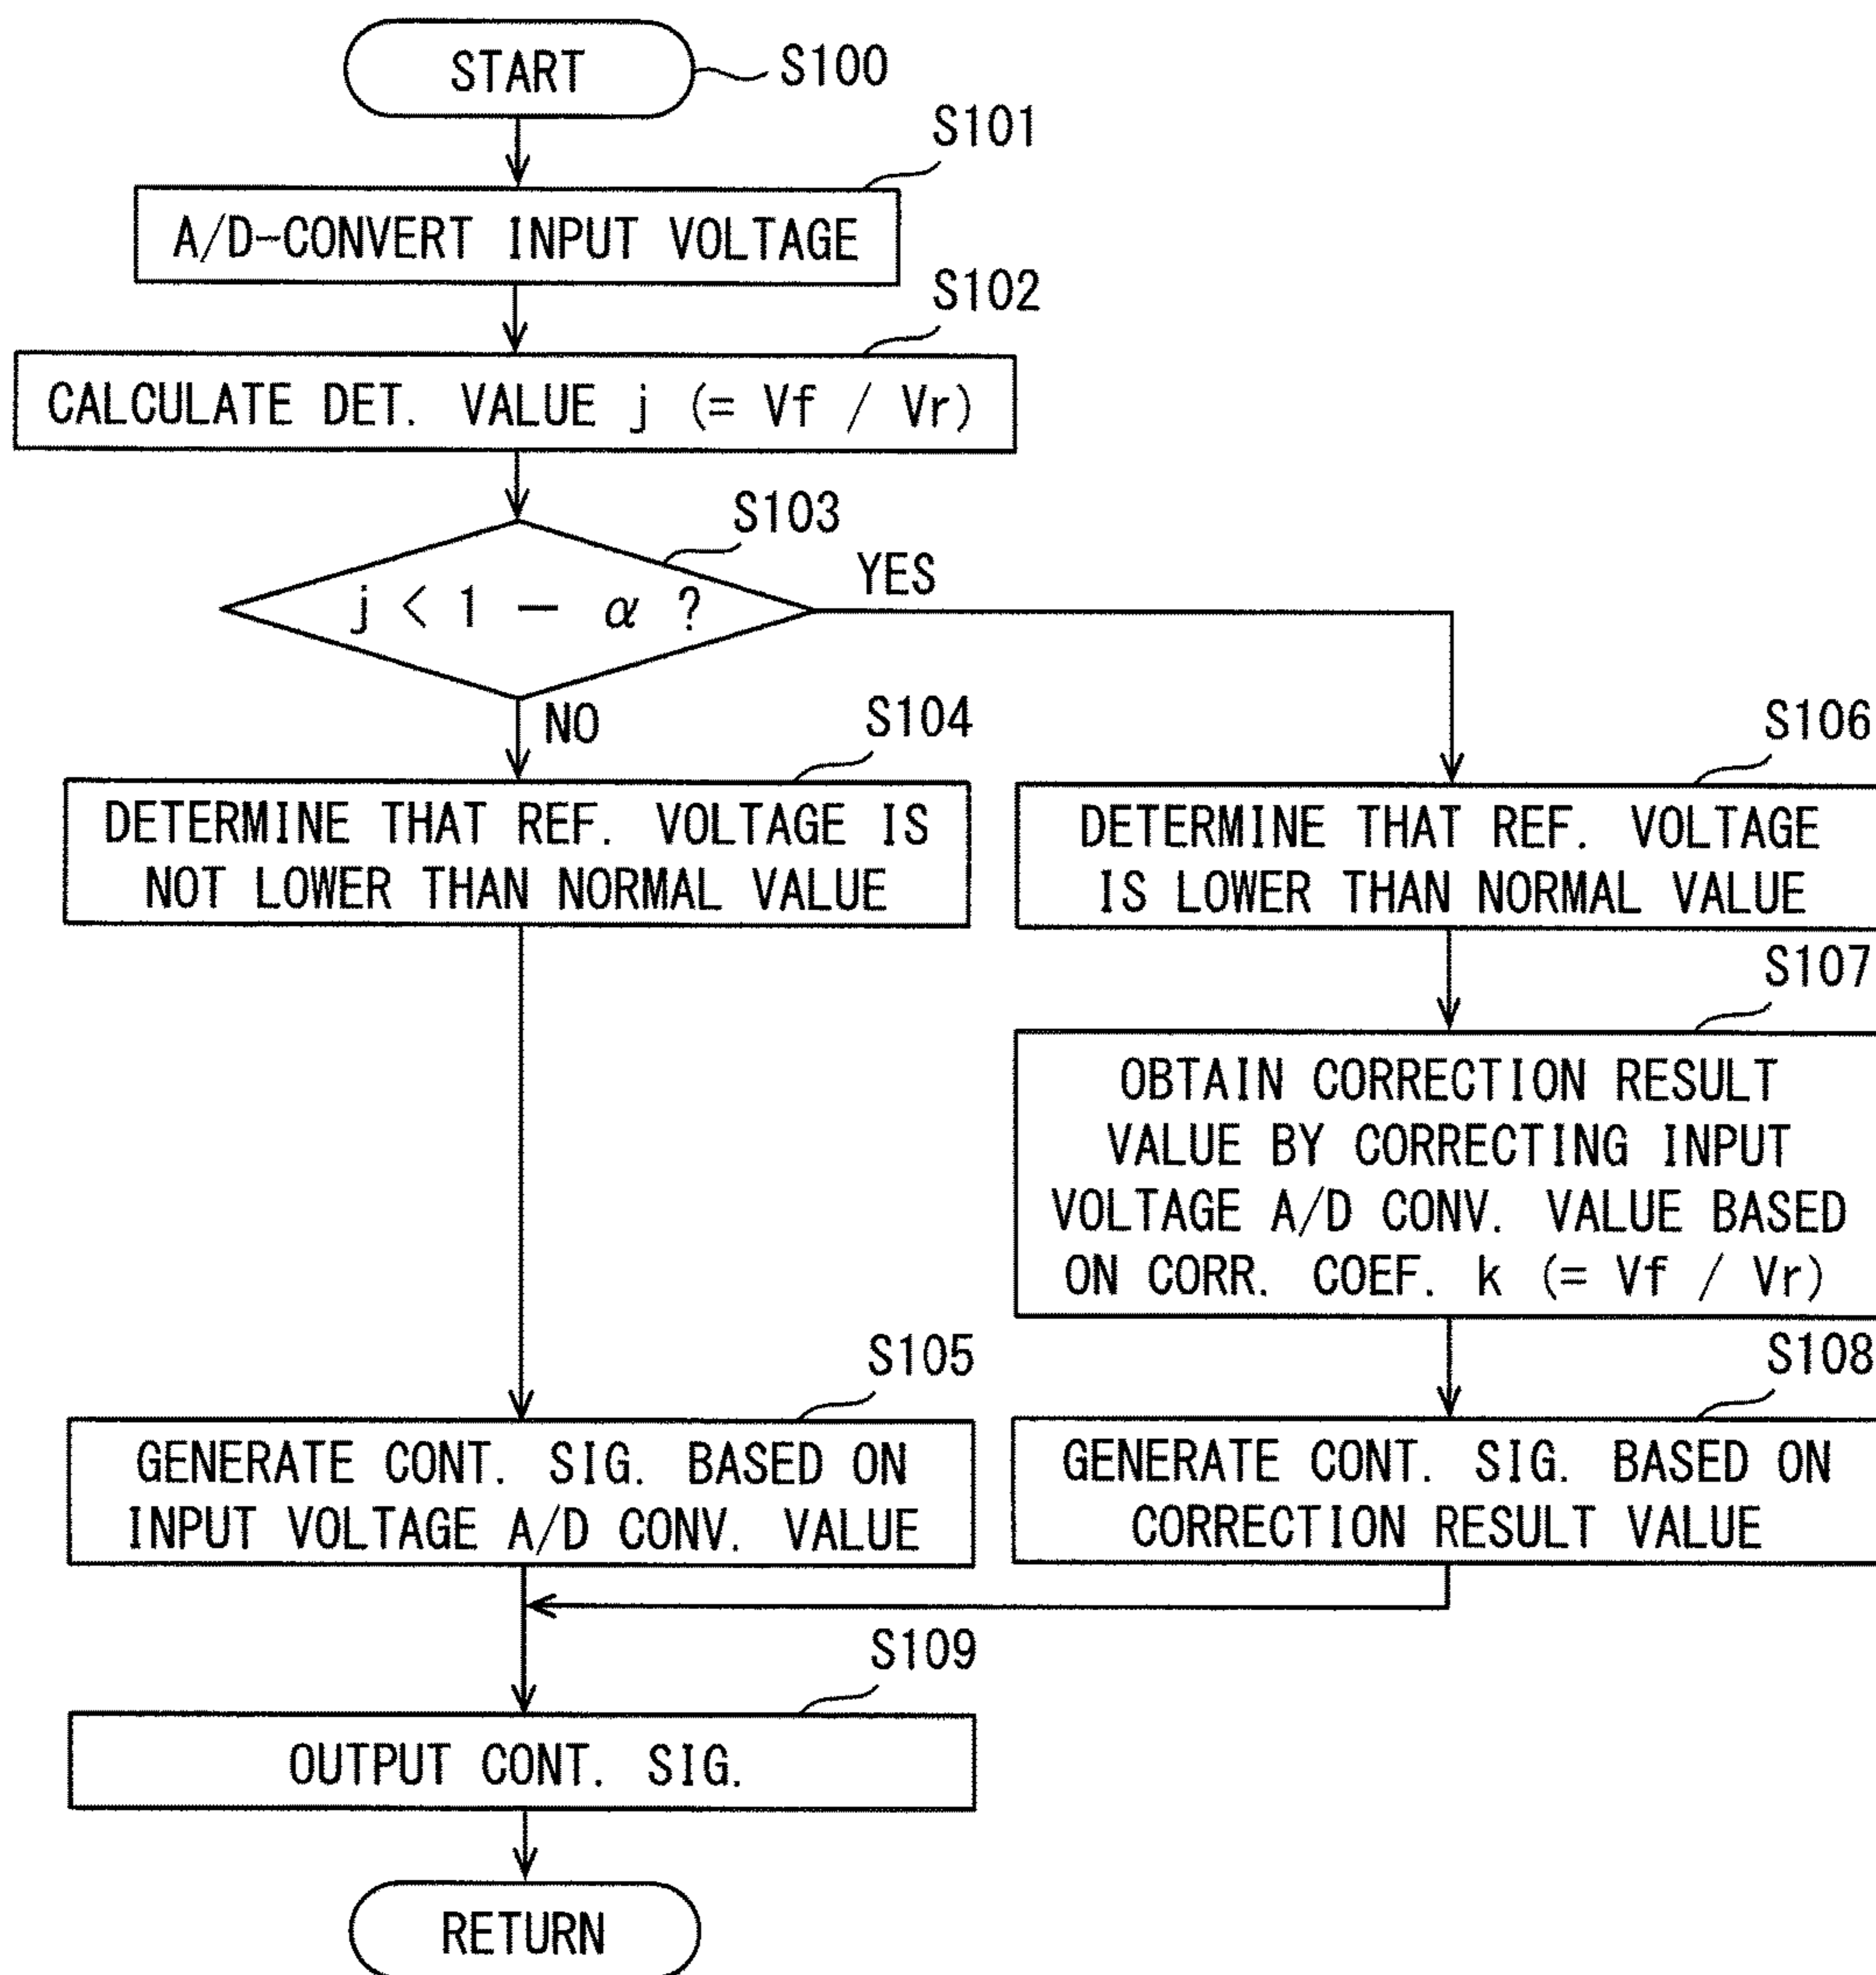 START
S100
S101
A/D-CONVERT INPUT VOLTAGE
S102
CALCULATE DET. VALUE j (= Vf / Vr)
S103
j < 1 − α ?
YES
NO
S104
DETERMINE THAT REF. VOLTAGE IS
NOT LOWER THAN NORMAL VALUE
S106
DETERMINE THAT REF. VOLTAGE
IS LOWER THAN NORMAL VALUE
S107
OBTAIN CORRECTION RESULT
VALUE BY CORRECTING INPUT
VOLTAGE A/D CONV. VALUE BASED
ON CORR. COEF. k (= Vf / Vr)
S105
GENERATE CONT. SIG. BASED ON
INPUT VOLTAGE A/D CONV. VALUE
S108
GENERATE CONT. SIG. BASED ON
CORRECTION RESULT VALUE
S109
OUTPUT CONT. SIG.
RETURN